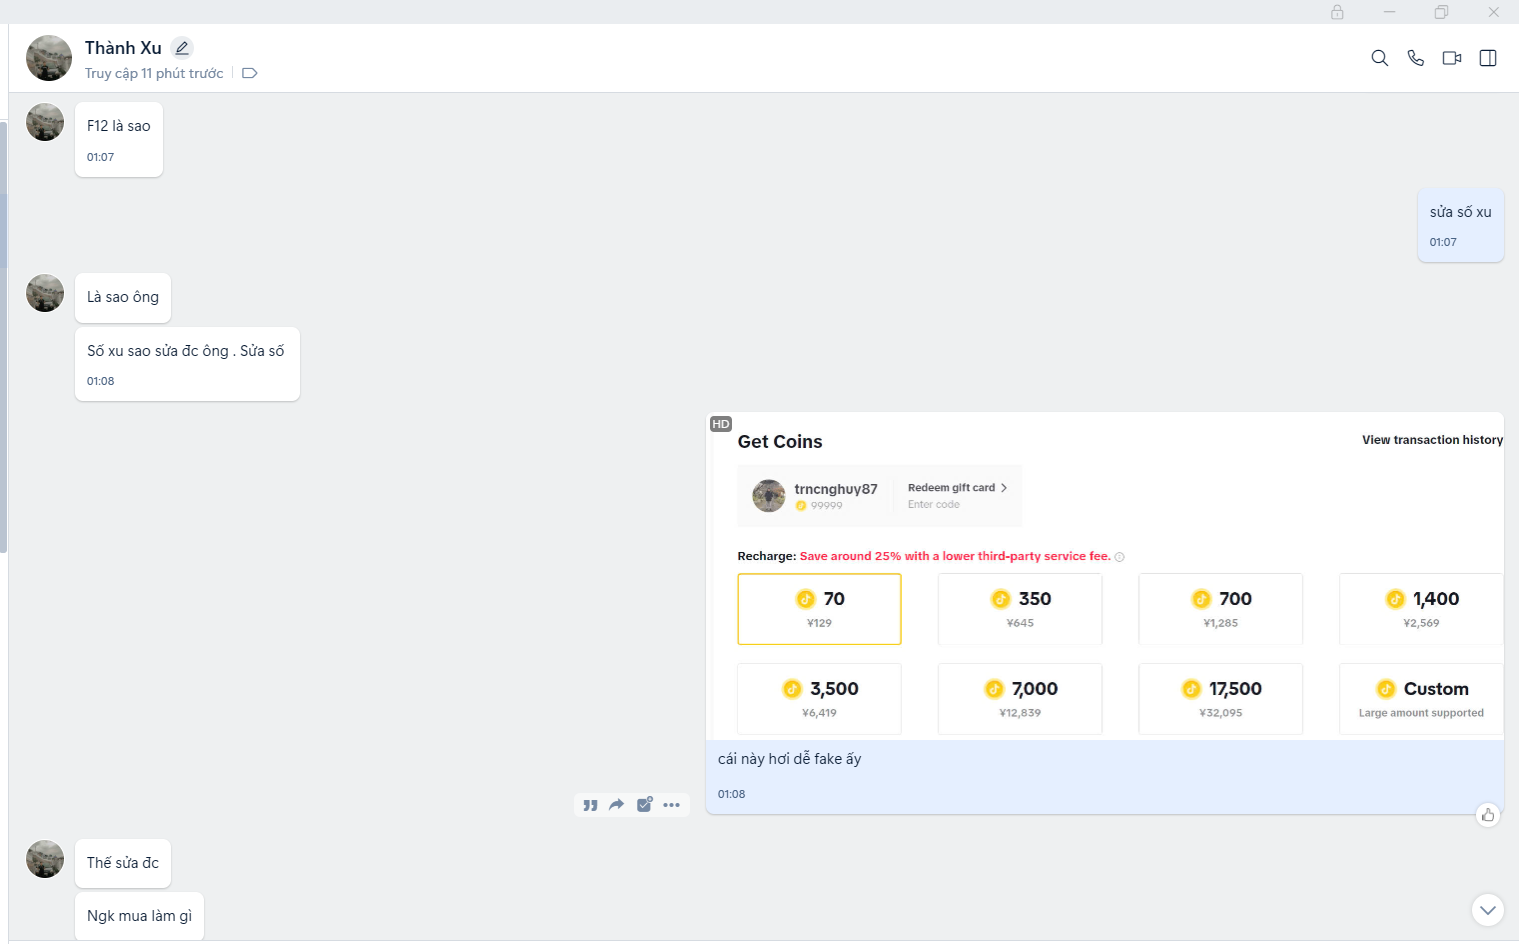 Thành Xu
Truy cập 11 phút trước
F12 là sao
01:07
sửa số xu
01:07
Là sao ông
Số xu sao sửa đc ông . Sửa số
01:08
HD
Get Coins
View transaction history
trncnghuy87
99999
Redeem gift card
Enter code
Recharge: Save around 25% with a lower third-party service fee.
70
¥129
350
¥645
700
¥1,285
1,400
¥2,569
3,500
¥6,419
7,000
¥12,839
17,500
¥32,095
Custom
Large amount supported
cái này hơi dễ fake ấy
01:08
Thế sửa đc
Ngk mua làm gì